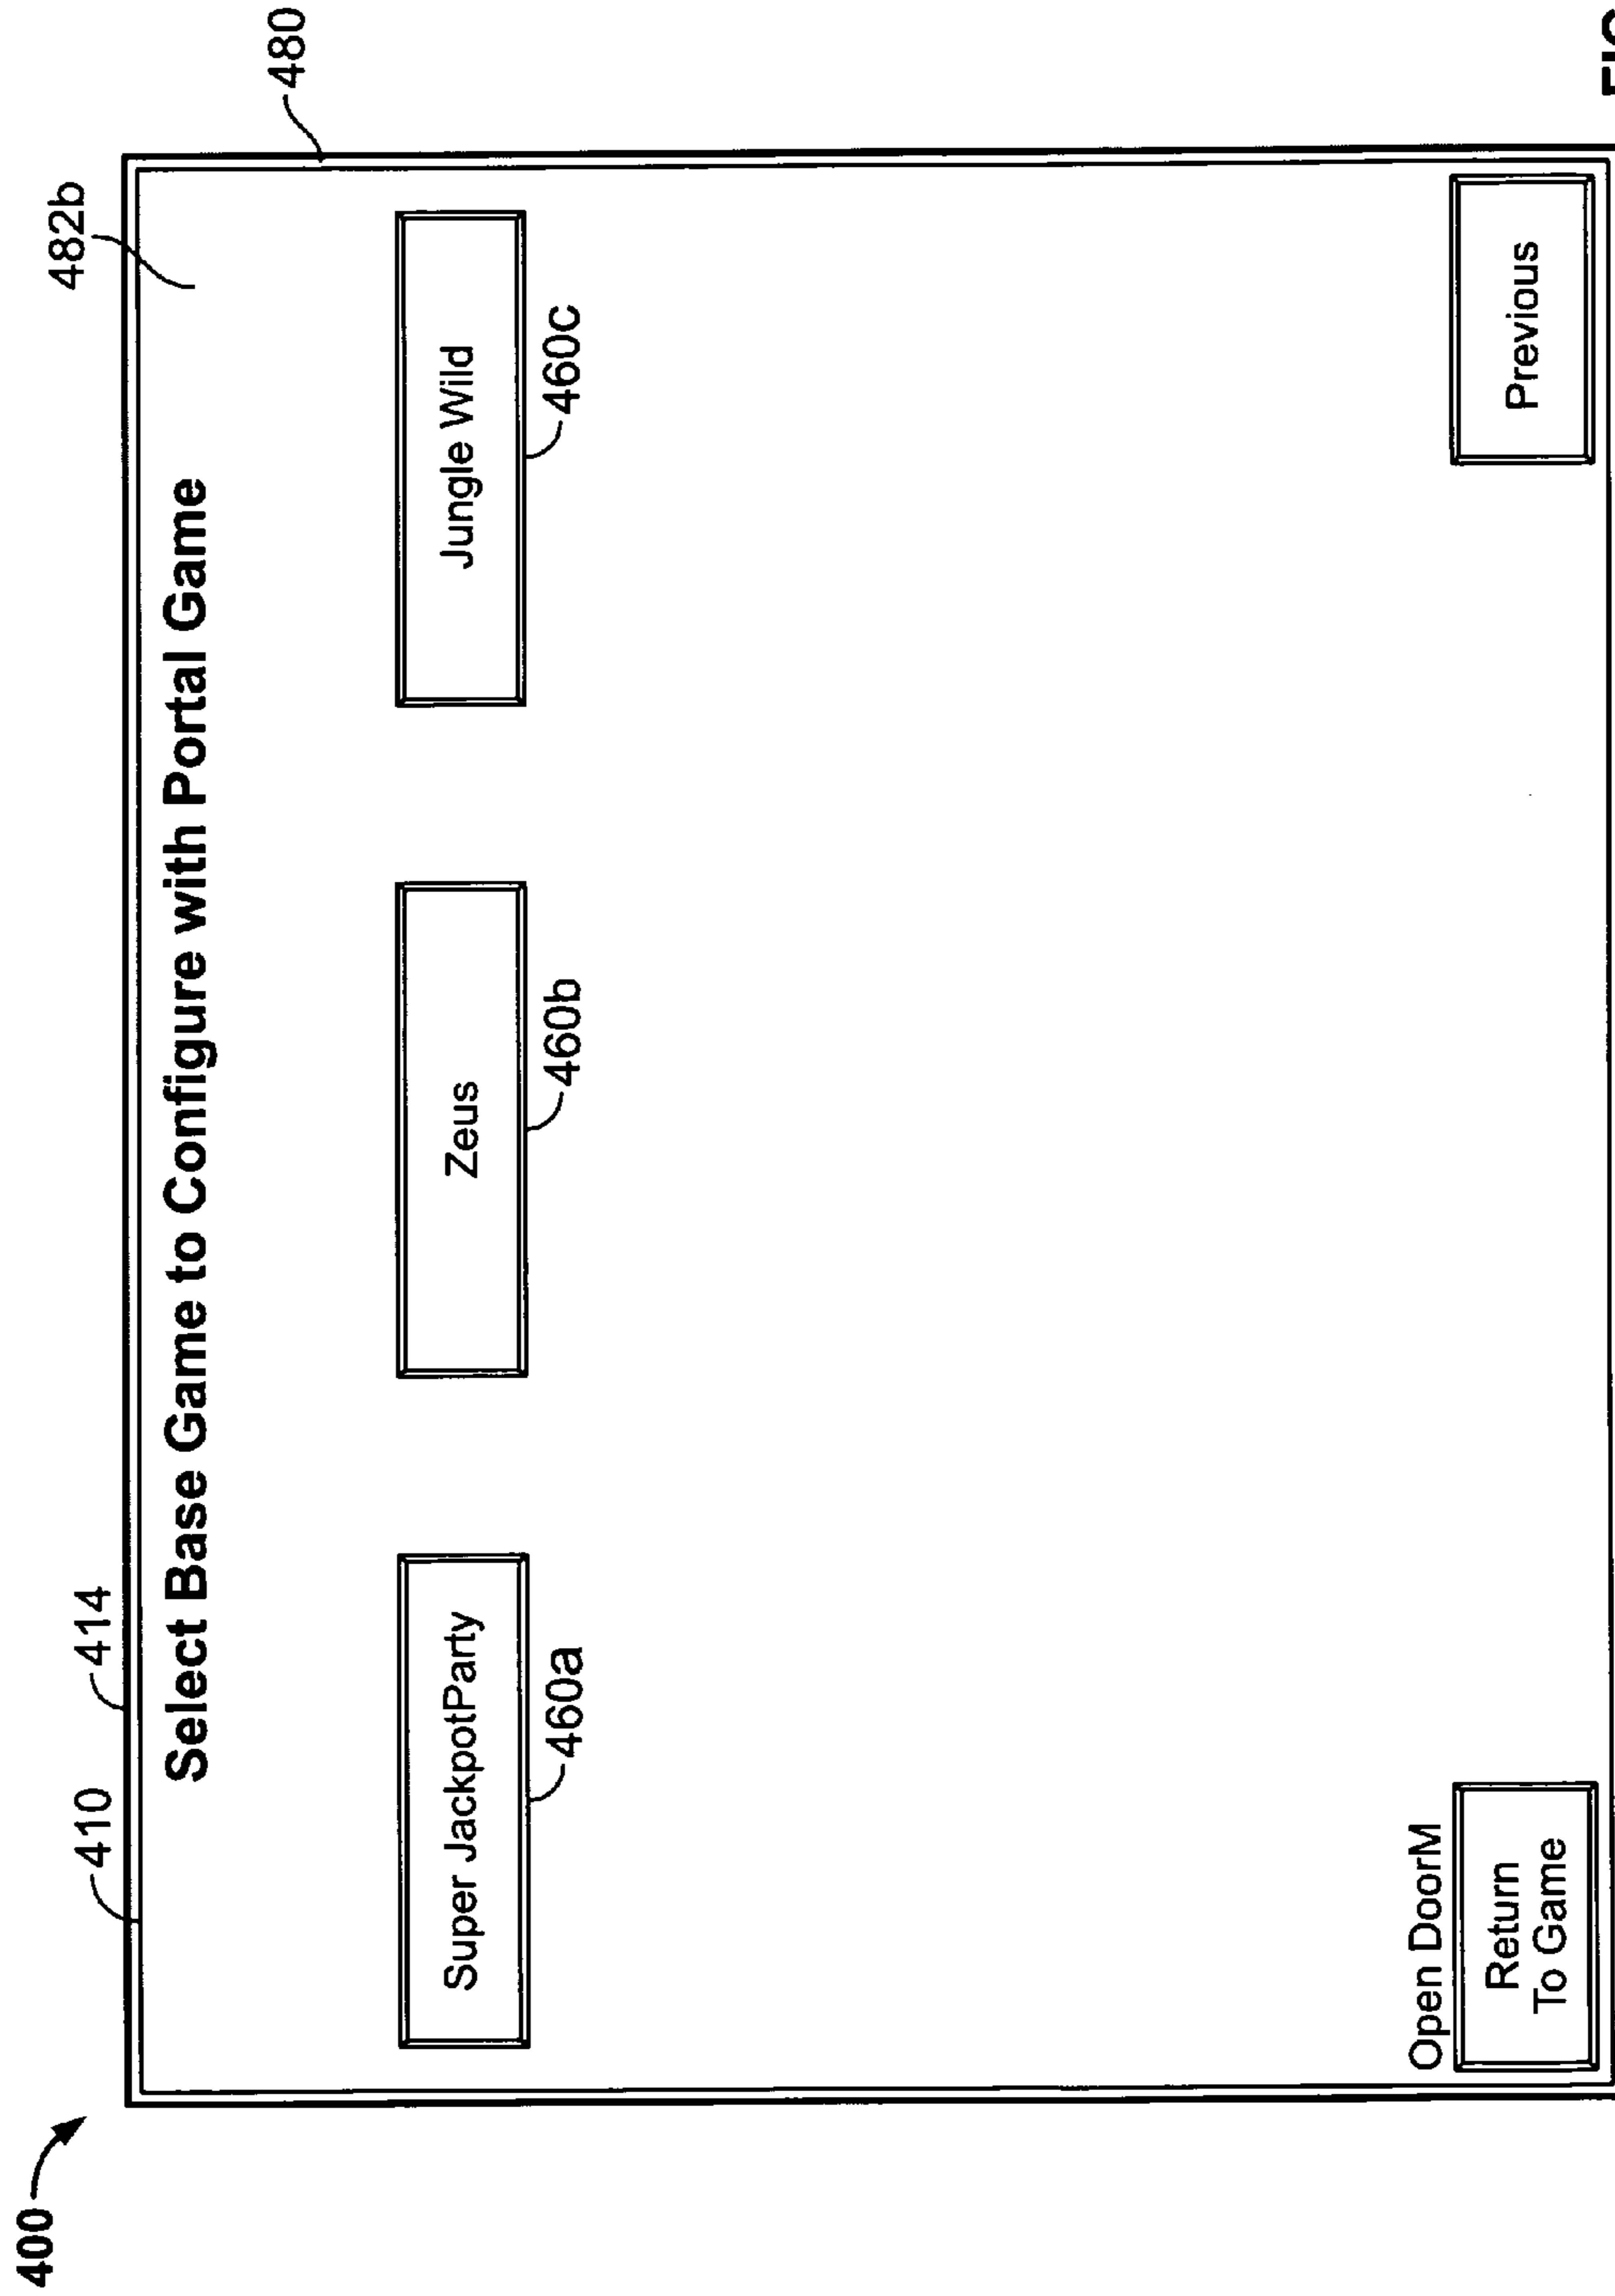 400
410
414
482b
480
Select Base Game to Configure with Portal Game
Super JackpotParty
Zeus
Jungle Wild
460a
460b
460c
Open DoorM
Return
To Game
Previous